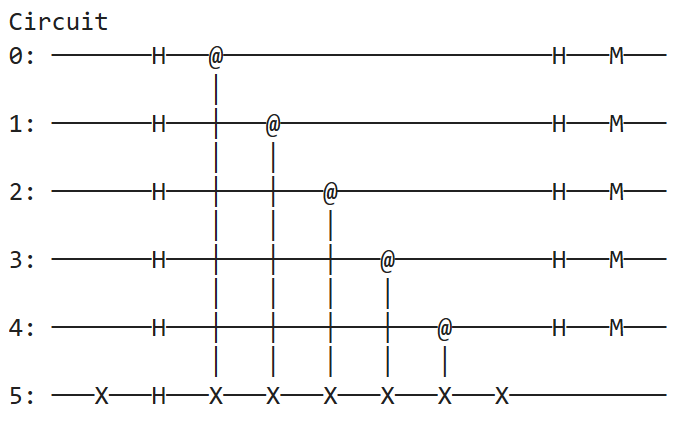 Circuit
0: ───────H───@───────────────────────H───M───
              │
1: ───────H───┼───@───────────────────H───M───
              │   │
2: ───────H───┼───┼───@───────────────H───M───
              │   │   │
3: ───────H───┼───┼───┼───@───────────H───M───
              │   │   │   │
4: ───────H───┼───┼───┼───┼───@───────H───M───
              │   │   │   │   │
5: ───X───H───X───X───X───X───X───X───────────